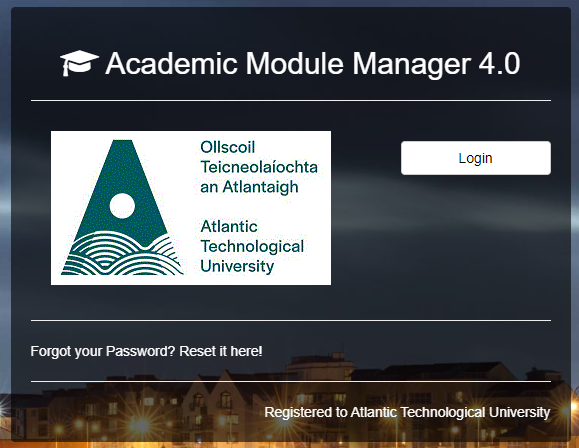 Academic Module Manager 4.0
Ollscoil
Teicneolaíochta
an Atlantaigh
Atlantic
Technological
University
Login
Forgot your Password? Reset it here!
Registered to Atlantic Technological University